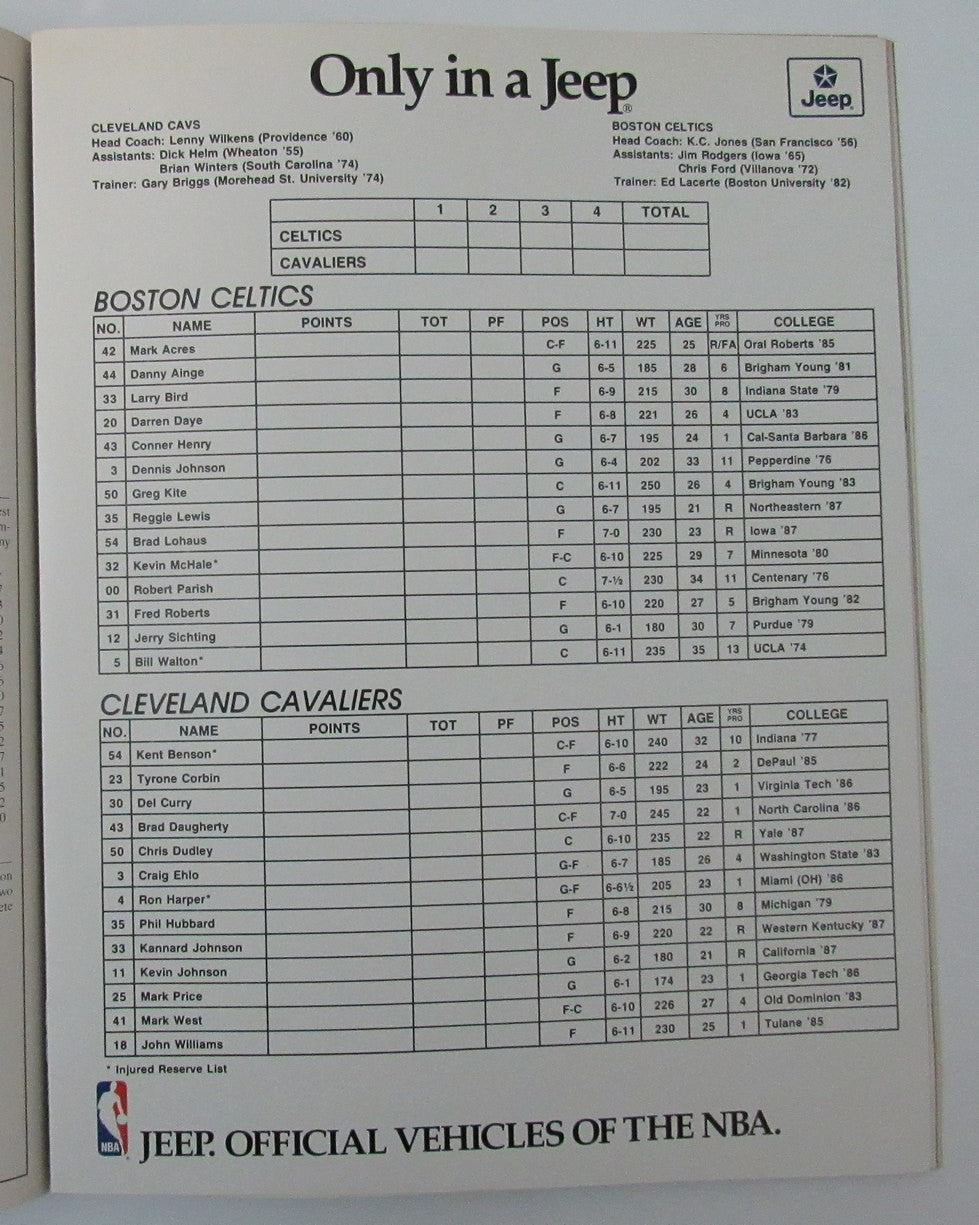 Only in a Jeep®
Jeep®
CLEVELAND CAVS
Head Coach: Lenny Wilkens (Providence '60)
Assistants: Dick Helm (Wheaton '55)
Brian Winters (South Carolina '74)
Trainer: Gary Briggs (Morehead St. University '74)
BOSTON CELTICS
Head Coach: K.C. Jones (San Francisco '56)
Assistants: Jim Rodgers (Iowa '65)
Chris Ford (Villanova '72)
Trainer: Ed Lacerte (Boston University '82)
1 2 3 4 TOTAL
CELTICS
CAVALIERS
BOSTON CELTICS
NO. NAME POINTS TOT PF POS HT WT AGE YRS PRO COLLEGE
42 Mark Acres C-F 6-11 225 25 R/FA Oral Roberts '85
44 Danny Ainge G 6-5 185 28 6 Brigham Young '81
33 Larry Bird F 6-9 215 30 8 Indiana State '79
20 Darren Daye F 6-8 221 26 4 UCLA '83
43 Conner Henry G 6-7 195 24 1 Cal-Santa Barbara '86
3 Dennis Johnson G 6-4 202 33 11 Pepperdine '76
50 Greg Kite C 6-11 250 26 4 Brigham Young '83
35 Reggie Lewis G 6-7 195 21 R Northeastern '87
54 Brad Lohaus F 7-0 230 23 R Iowa '87
32 Kevin McHale* F-C 6-10 225 29 7 Minnesota '80
00 Robert Parish C 7-½ 230 34 11 Centenary '76
31 Fred Roberts F 6-10 220 27 5 Brigham Young '82
12 Jerry Sichting G 6-1 180 30 7 Purdue '79
5 Bill Walton* C 6-11 235 35 13 UCLA '74
CLEVELAND CAVALIERS
NO. NAME POINTS TOT PF POS HT WT AGE YRS PRO COLLEGE
54 Kent Benson* C-F 6-10 240 32 10 Indiana '77
23 Tyrone Corbin F 6-6 222 24 2 DePaul '85
30 Del Curry G 6-5 195 23 1 Virginia Tech '86
43 Brad Daugherty C-F 7-0 245 22 1 North Carolina '86
50 Chris Dudley C 6-10 235 22 R Yale '87
3 Craig Ehlo G-F 6-7 185 26 4 Washington State '83
4 Ron Harper* G-F 6-6½ 205 23 1 Miami (OH) '86
35 Phil Hubbard F 6-8 215 30 8 Michigan '79
33 Kannard Johnson F 6-9 220 22 R Western Kentucky '87
11 Kevin Johnson G 6-2 180 21 R California '87
25 Mark Price G 6-1 174 23 1 Georgia Tech '86
41 Mark West F-C 6-10 226 27 4 Old Dominion '83
18 John Williams F 6-11 230 25 1 Tulane '85
* Injured Reserve List
NBA
JEEP. OFFICIAL VEHICLES OF THE NBA.